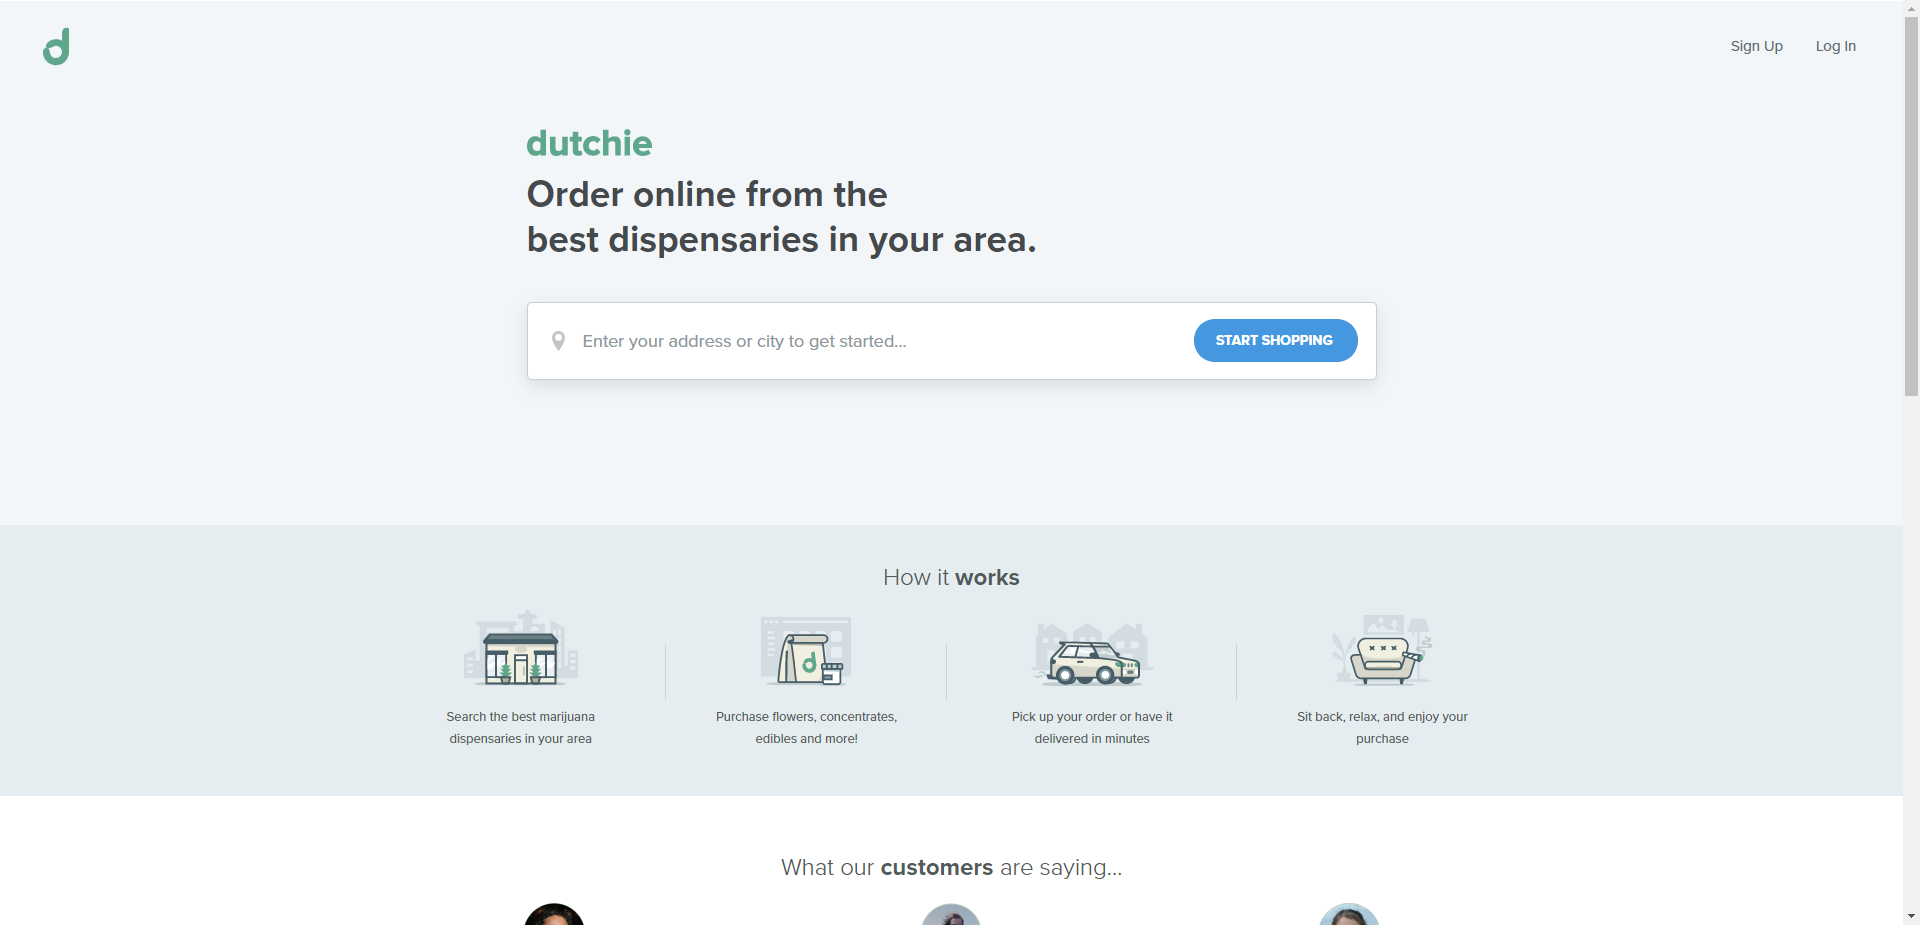 Sign Up
Log In
dutchie
Order online from the
best dispensaries in your area.
Enter your address or city to get started...
START SHOPPING
How it works
Search the best marijuana
dispensaries in your area
Purchase flowers, concentrates,
edibles and more!
Pick up your order or have it
delivered in minutes
Sit back, relax, and enjoy your
purchase
What our customers are saying...